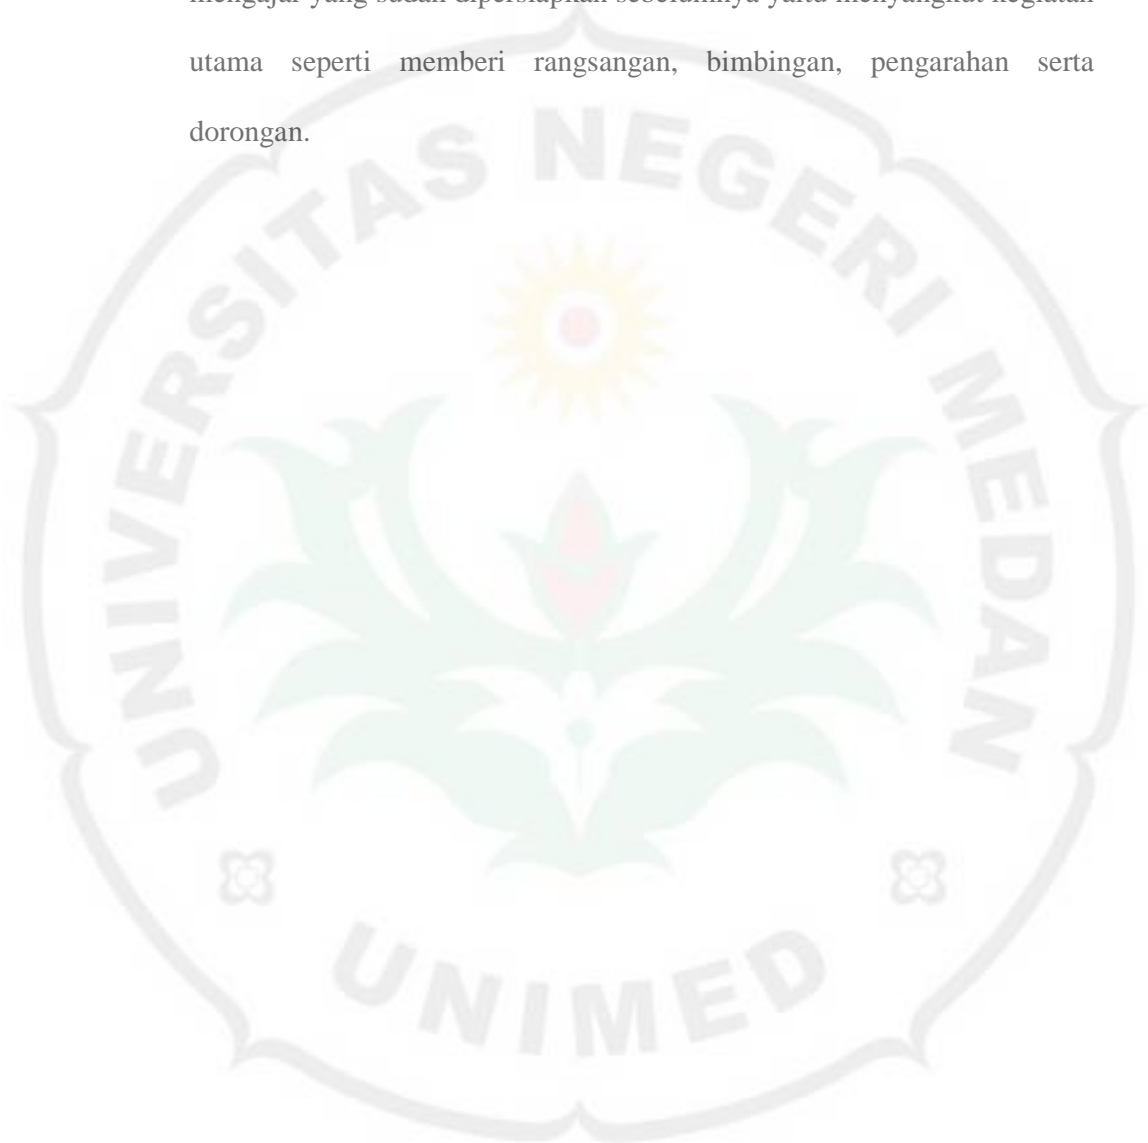 mengajar yang sudah dipersiapkan sebelumnya yaitu menyangkut kegiatan
utama seperti memberi rangsangan, bimbingan, pengarahan serta
dorongan.
UNIVERSITAS NEGERI MEDAN
UNIMED